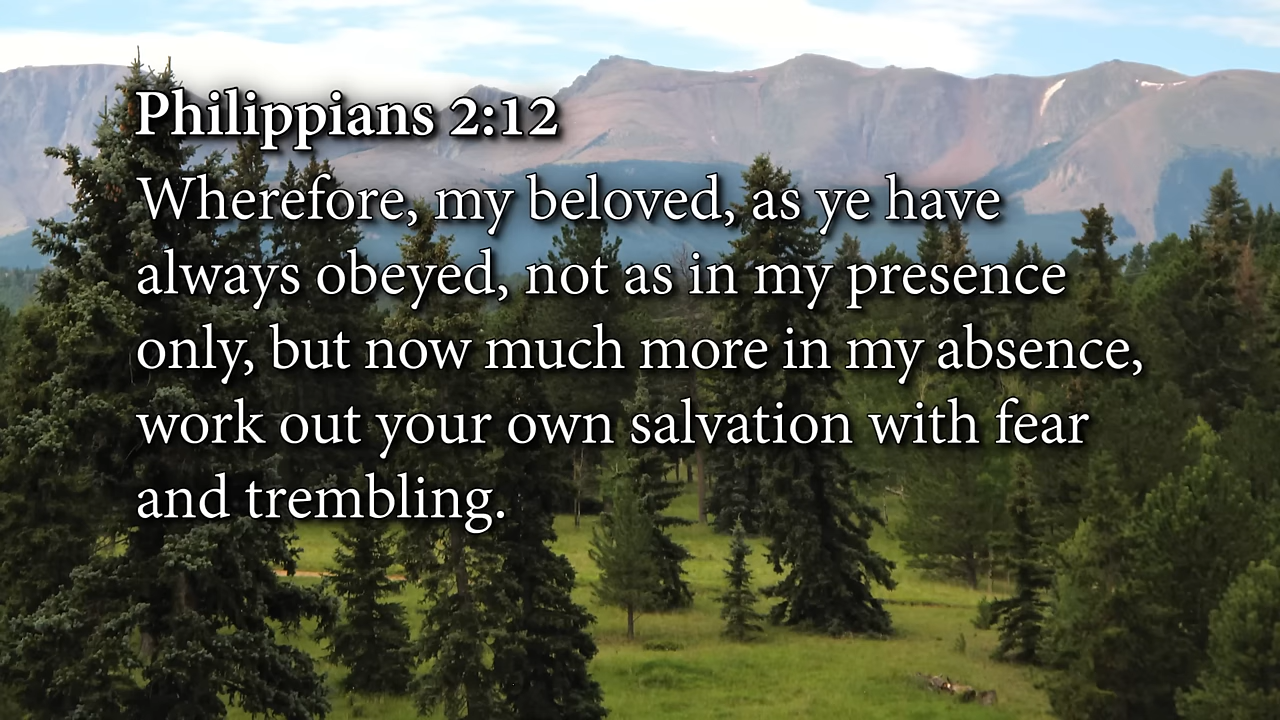 Philippians 2:12
Wherefore, my beloved, as ye have
always obeyed, not as in my presence
only, but now much more in my absence,
work out your own salvation with fear
and trembling.